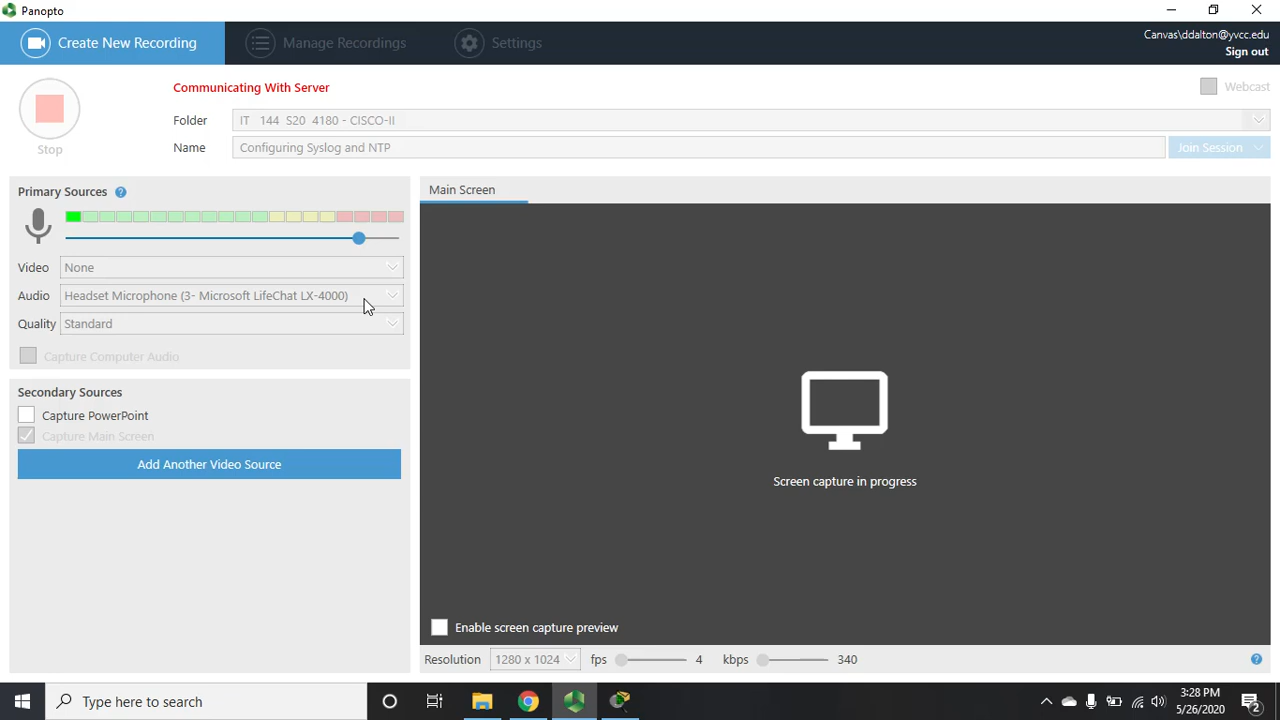 Panopto
Create New Recording
Manage Recordings
Settings
Canvas\ddalton@yvcc.edu
Sign out
Stop
Communicating With Server
Webcast
Folder
IT 144 S20 4180 - CISCO-II
Name
Configuring Syslog and NTP
Join Session
Primary Sources ?
Video
None
Audio
Headset Microphone (3- Microsoft LifeChat LX-4000)
Quality
Standard
Capture Computer Audio
Secondary Sources
Capture PowerPoint
Capture Main Screen
Add Another Video Source
Main Screen
Screen capture in progress
Enable screen capture preview
Resolution
1280 x 1024
fps
4
kbps
340
?
Type here to search
3:28 PM
5/26/2020
2